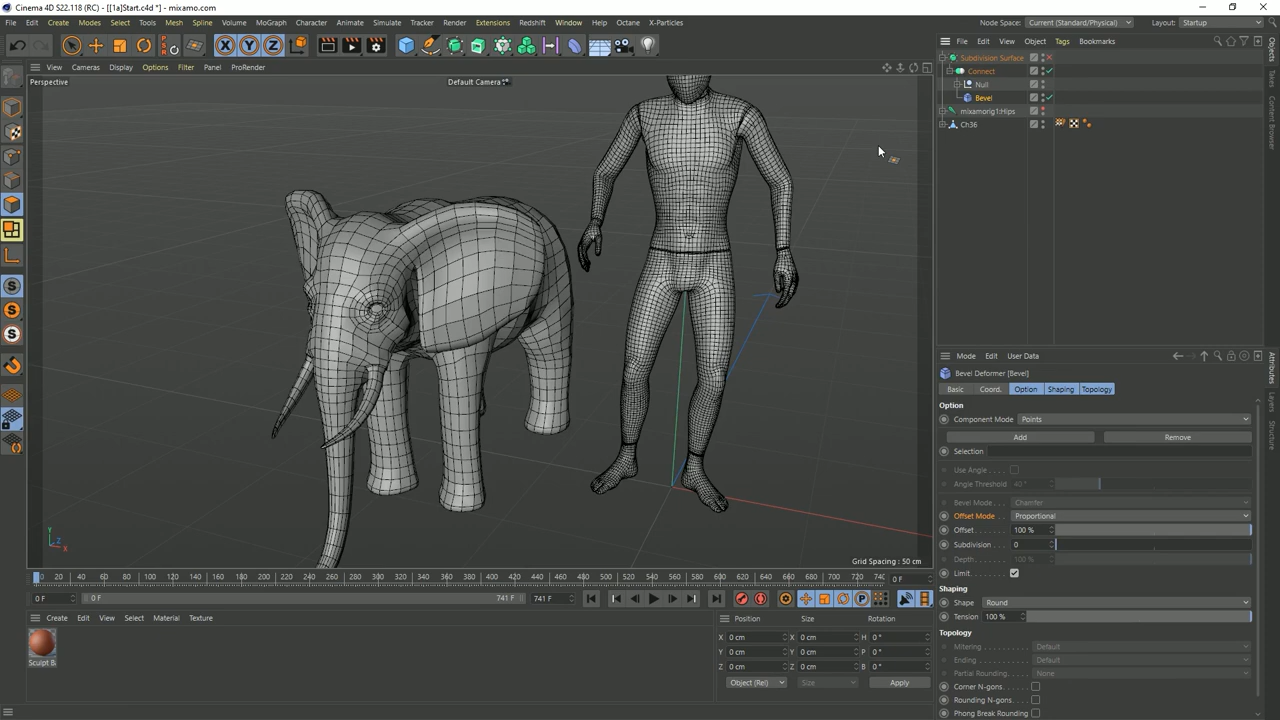 Cinema 4D S22.118 (RC) - [[1a]Start.c4d *] - mixamo.com
File Edit Create Modes Select Tools Mesh Spline Volume MoGraph Character Animate Simulate Tracker Render Extensions Redshift Window Help Octane X-Particles Node Space: Current (Standard/Physical) Layout: Startup
X Y Z
File Edit View Object Tags Bookmarks
Subdivision Surface
Connect
Null
Bevel
mixamorig1:Hips
Ch36
Objects
Takes
Content Browser
View Cameras Display Options Filter Panel ProRender
Perspective Default Camera
Y
Z
X
Grid Spacing : 50 cm
Mode Edit User Data
Bevel Deformer [Bevel]
Basic Coord. Option Shaping Topology
Option
Component Mode Points
Add Remove
Selection
Use Angle . . . .
Angle Threshold 40 °
Bevel Mode . . Chamfer
Offset Mode . . Proportional
Offset . . . . . . 100 %
Subdivision . . . 0
Depth. . . . . . . 100 %
Limit. . . . . . . .
Shaping
Shape Round
Tension 100 %
Topology
Mitering . . . . . . . . . Default
Ending . . . . . . . . . . Default
Partial Rounding. . . . None
Corner N-gons. . . . .
Rounding N-gons. . .
Phong Break Rounding
Attributes
Layers
Structure
0 20 40 60 80 100 120 140 160 180 200 220 240 260 280 300 320 340 360 380 400 420 440 460 480 500 520 540 560 580 600 620 640 660 680 700 720 740 0 F
0 F 0 F 741 F 741 F
P
Create Edit View Select Material Texture
Sculpt B
Position Size Rotation
X 0 cm X 0 cm H 0 °
Y 0 cm Y 0 cm P 0 °
Z 0 cm Z 0 cm B 0 °
Object (Rel) Size Apply